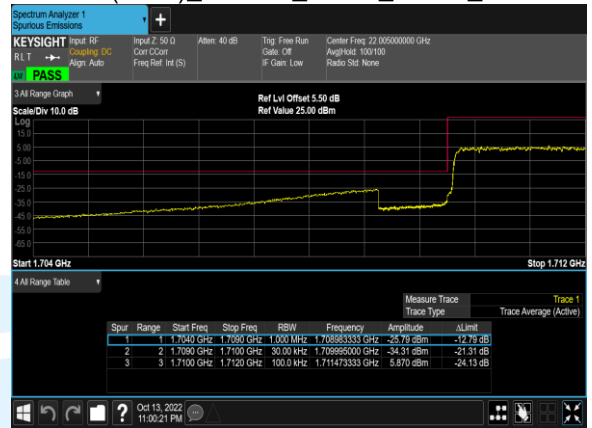 Spectrum Analyzer 1
Spurious Emissions
KEYSIGHT Input: RF Input Z: 50 Ω Atten: 40 dB Trig: Free Run Center Freq: 22.005000000 GHz
RLT Coupling: DC Corr CCorr Gate: Off Avg|Hold: 100/100
Align: Auto Freq Ref: Int (S) IF Gain: Low Radio Std: None
PASS
3 All Range Graph
Ref Lvl Offset 5.50 dB
Scale/Div 10.0 dB Ref Value 25.00 dBm
Log
15.0
5.00
-5.00
-15.0
-25.0
-35.0
-45.0
-55.0
-65.0
Start 1.704 GHz Stop 1.712 GHz
4 All Range Table
Measure Trace Trace 1
Trace Type Trace Average (Active)
Spur Range Start Freq Stop Freq RBW Frequency Amplitude ΔLimit
1 1 1.7040 GHz 1.7090 GHz 1.000 MHz 1.708983333 GHz -25.79 dBm -12.79 dB
2 2 1.7090 GHz 1.7100 GHz 30.00 kHz 1.709995000 GHz -34.31 dBm -21.31 dB
3 3 1.7100 GHz 1.7120 GHz 100.0 kHz 1.711473333 GHz 5.870 dBm -24.13 dB
Oct 13, 2022
11:00:21 PM